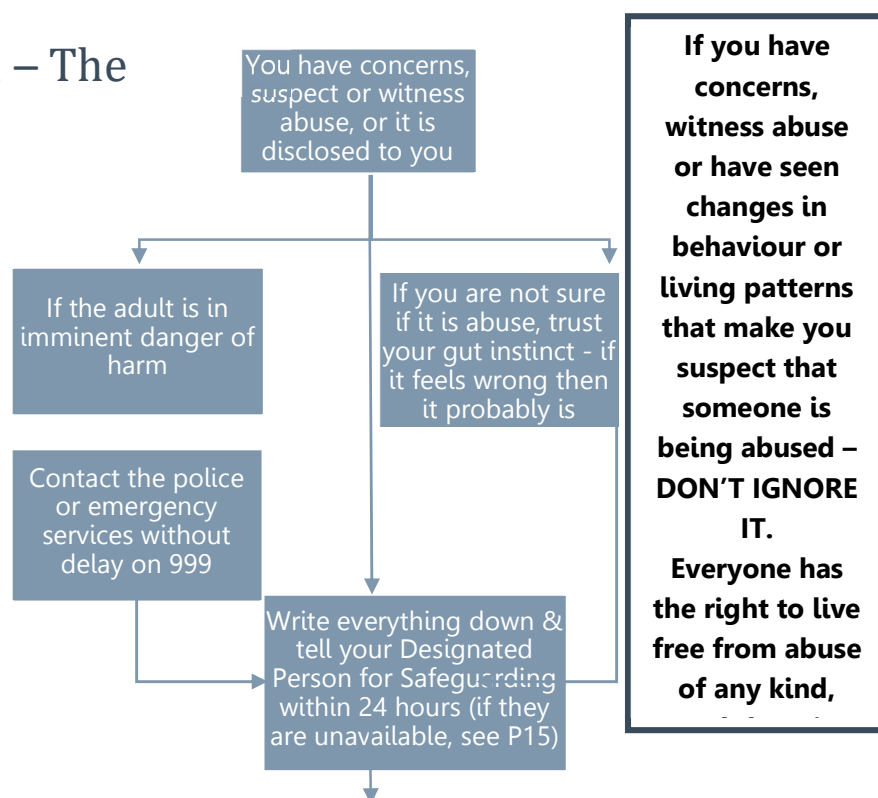 – The
You have concerns,
suspect or witness
abuse, or it is
disclosed to you
If the adult is in
imminent danger of
harm
If you are not sure
if it is abuse, trust
your gut instinct - if
it feels wrong then
it probably is
Contact the police
or emergency
services without
delay on 999
Write everything down &
tell your Designated
Person for Safeguarding
within 24 hours (if they
are unavailable, see P15)
If you have
concerns,
witness abuse
or have seen
changes in
behaviour or
living patterns
that make you
suspect that
someone is
being abused –
DON’T IGNORE
IT.
Everyone has
the right to live
free from abuse
of any kind,